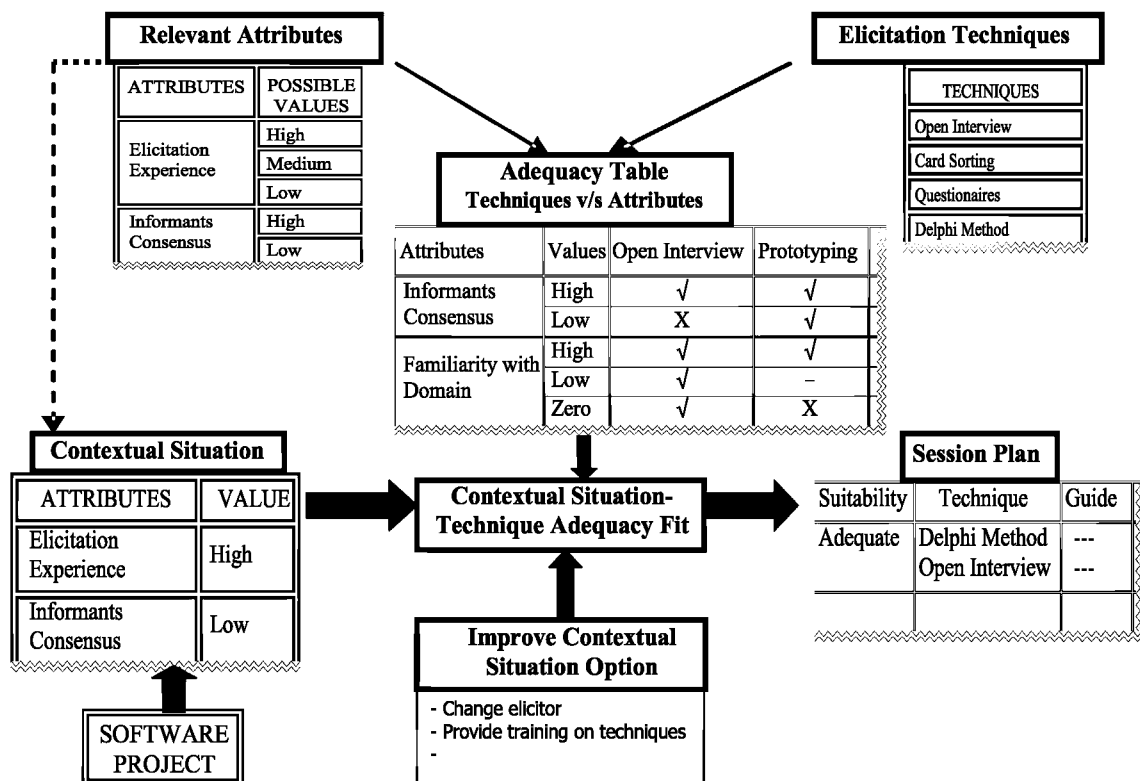 Relevant Attributes
ATTRIBUTES
POSSIBLE
VALUES
Elicitation
Experience
High
Medium
Low
Informants
Consensus
High
Low
Elicitation Techniques
TECHNIQUES
Open Interview
Card Sorting
Questionaires
Delphi Method
Adequacy Table
Techniques v/s Attributes
Attributes Values Open Interview Prototyping
Informants
Consensus
High √ √
Low X √
Familiarity with
Domain
High √ √
Low √ –
Zero √ X
Contextual Situation
ATTRIBUTES VALUE
Elicitation
Experience
High
Informants
Consensus
Low
SOFTWARE
PROJECT
Contextual Situation-
Technique Adequacy Fit
Improve Contextual
Situation Option
- Change elicitor
- Provide training on techniques
-
Session Plan
Suitability Technique Guide
Adequate Delphi Method ---
Open Interview ---